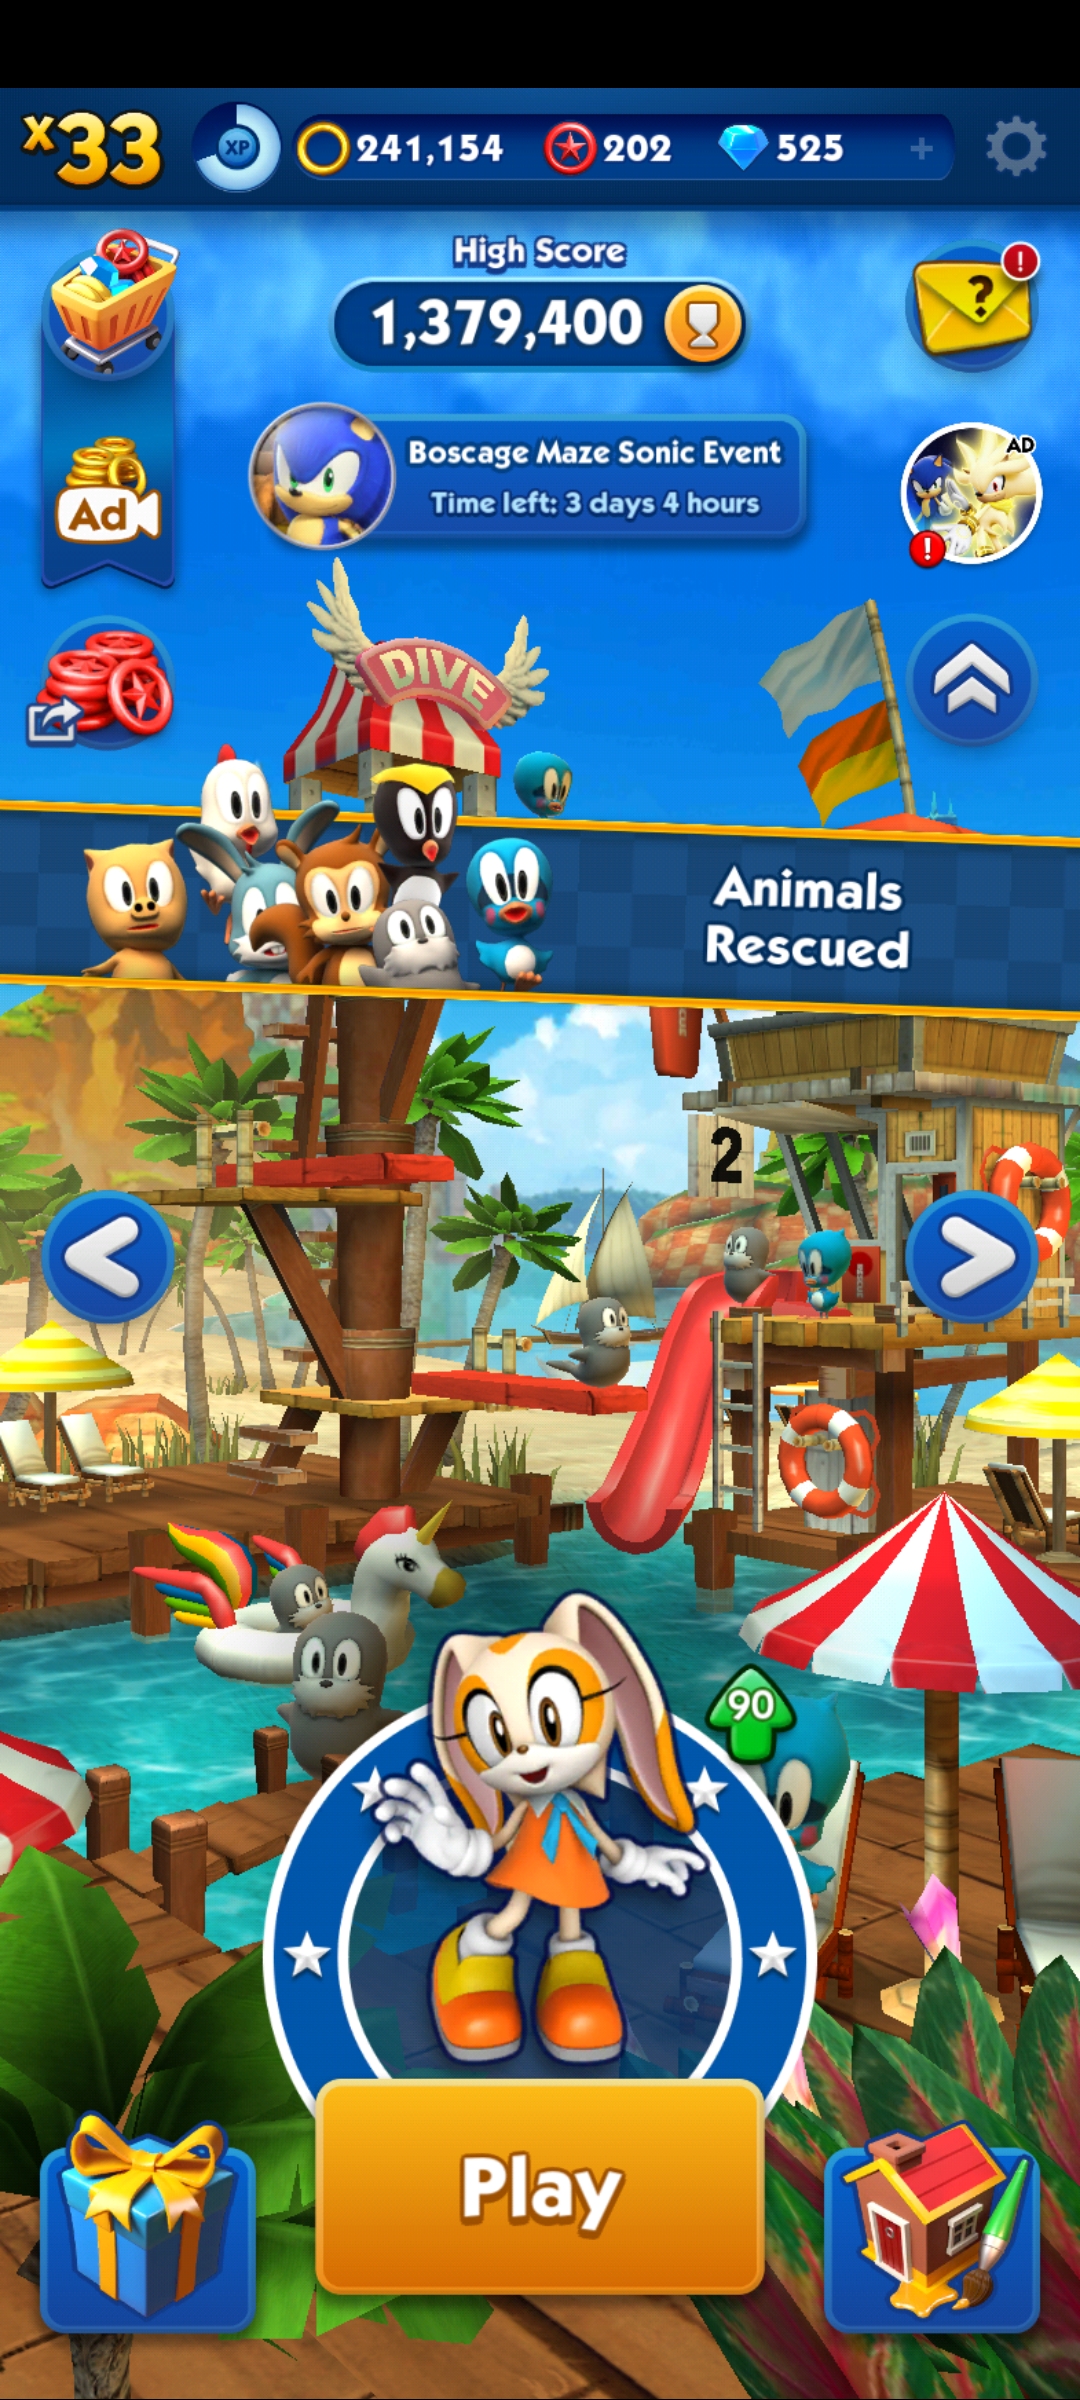 x33
XP
241,154
202
525
+
High Score
1,379,400
?
!
Boscage Maze Sonic Event
Time left: 3 days 4 hours
AD
!
Ad
DIVE
Animals
Rescued
2
90
Play